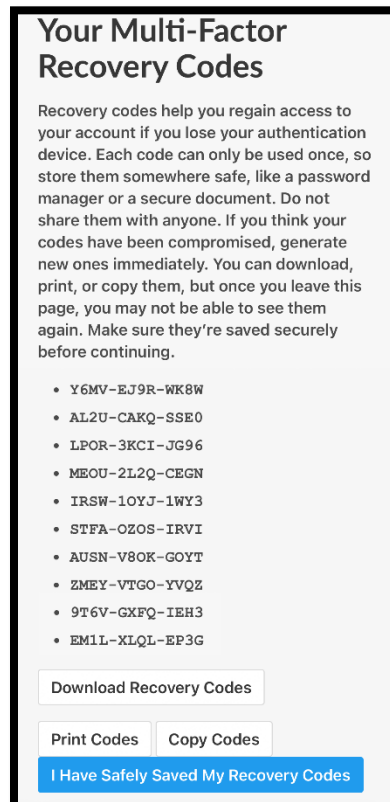 Your Multi-Factor
Recovery Codes
Recovery codes help you regain access to
your account if you lose your authentication
device. Each code can only be used once, so
store them somewhere safe, like a password
manager or a secure document. Do not
share them with anyone. If you think your
codes have been compromised, generate
new ones immediately. You can download,
print, or copy them, but once you leave this
page, you may not be able to see them
again. Make sure they're saved securely
before continuing.
• Y6MV-EJ9R-WK8W
• AL2U-CAKQ-SSE0
• LPOR-3KCI-JG96
• MEOU-2L2Q-CEGN
• IRSW-1OYJ-1WY3
• STFA-OZOS-IRVI
• AUSN-V8OK-GOYT
• ZMEY-VTGO-YVQZ
• 9T6V-GXFQ-IEH3
• EM1L-XLQL-EP3G
Download Recovery Codes
Print Codes Copy Codes
I Have Safely Saved My Recovery Codes